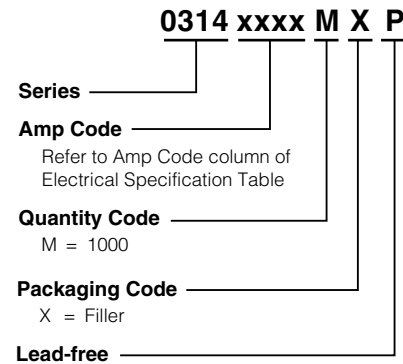 0314 xxxx M X P
Series
Amp Code
Refer to Amp Code column of
Electrical Specification Table
Quantity Code
M = 1000
Packaging Code
X = Filler
Lead-free